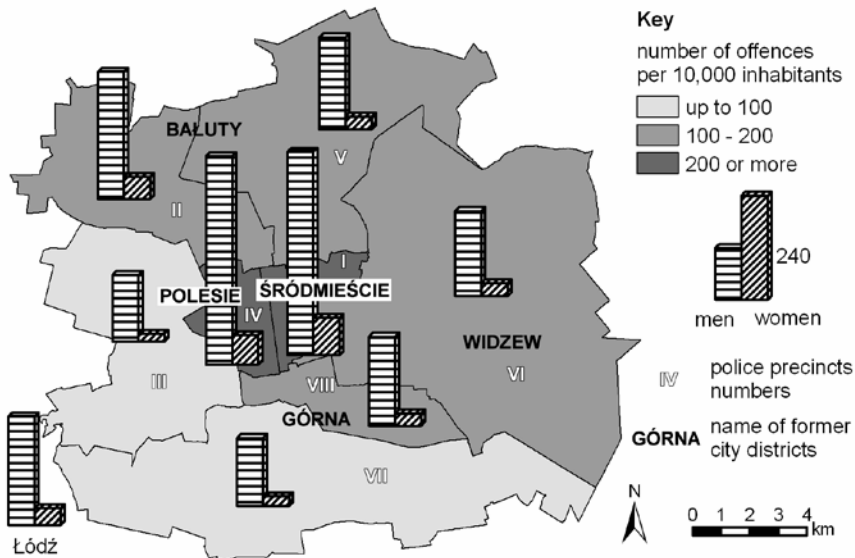 Key
number of offences
per 10,000 inhabitants
up to 100
100 - 200
200 or more
240
men women
IV police precincts
numbers
GÓRNA name of former
city districts
N
0 1 2 3 4
km
BAŁUTY
V
II
I
POLESIE
ŚRÓDMIEŚCIE
IV
WIDZEW
VI
III
VIII
GÓRNA
VII
Łódź